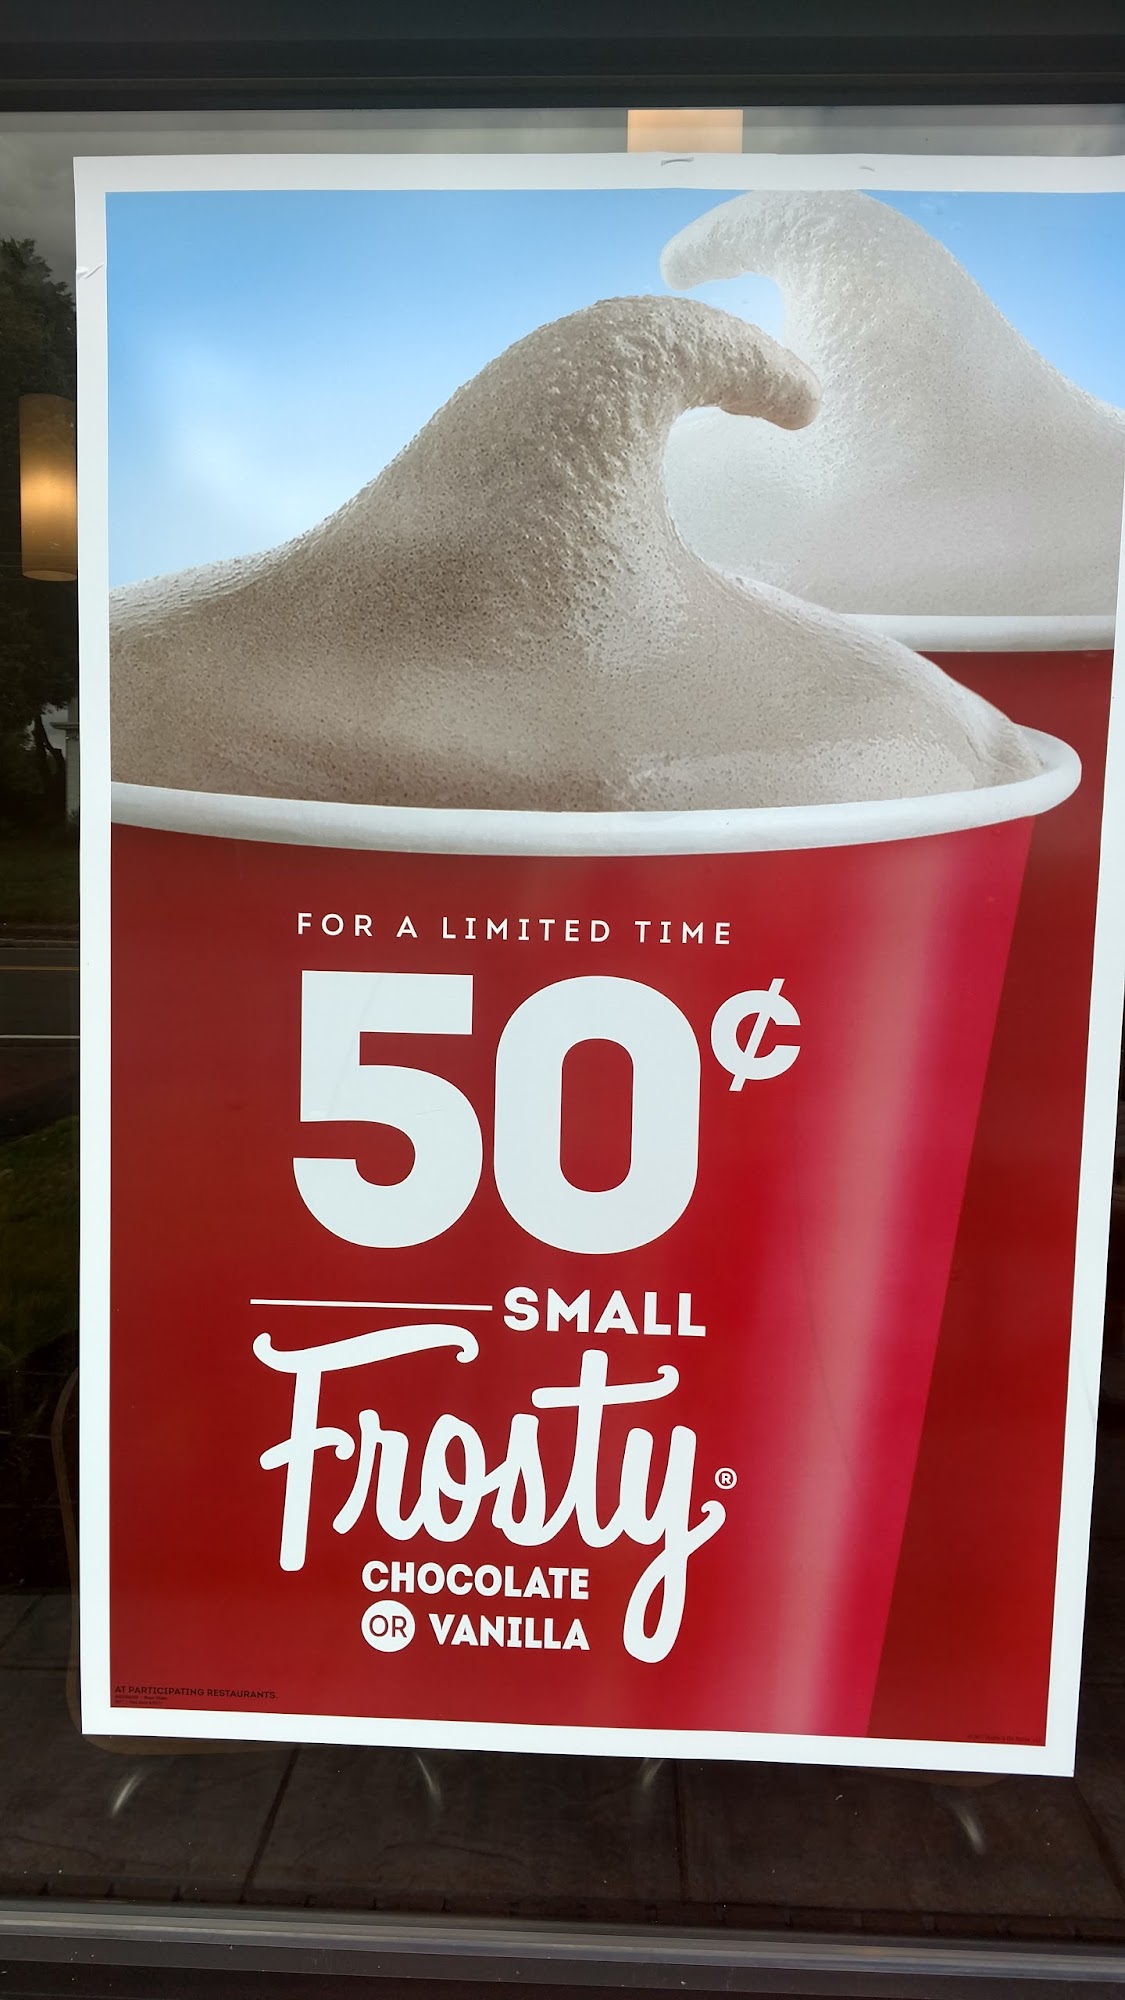 FOR A LIMITED TIME
50¢
SMALL
Frosty®
CHOCOLATE
OR VANILLA
AT PARTICIPATING RESTAURANTS.